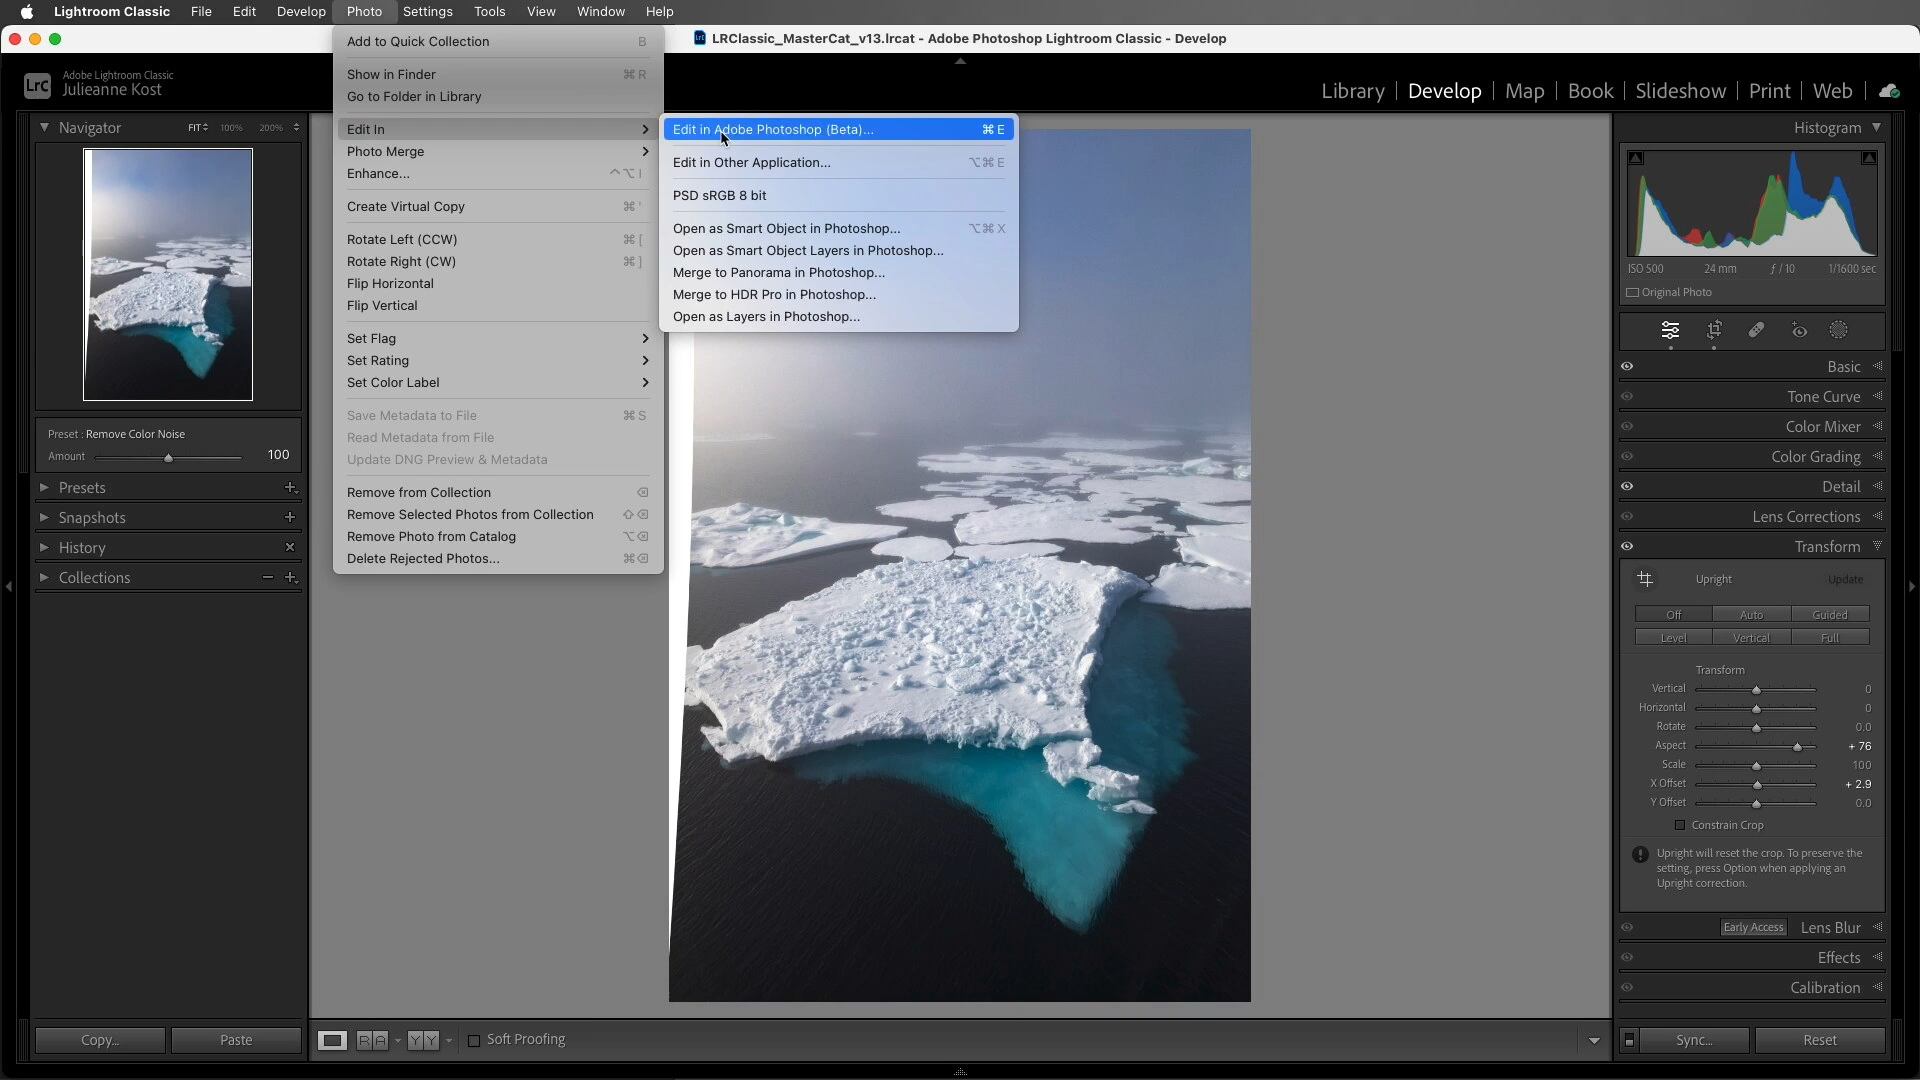 Lightroom Classic File Edit Develop Photo Settings Tools View Window Help
LRClassic_MasterCat_v13.lrcat - Adobe Photoshop Lightroom Classic - Develop
Lrc
Adobe Lightroom Classic
Julieanne Kost
Library | Develop | Map | Book | Slideshow | Print | Web
Navigator FIT 100% 200%
Preset : Remove Color Noise
Amount 100
Presets
Snapshots
History
Collections
Copy... Paste
Add to Quick Collection B
Show in Finder ⌘ R
Go to Folder in Library
Edit In
Photo Merge
Enhance... ^⌥ I
Create Virtual Copy ⌘ '
Rotate Left (CCW) ⌘ [
Rotate Right (CW) ⌘ ]
Flip Horizontal
Flip Vertical
Set Flag
Set Rating
Set Color Label
Save Metadata to File ⌘ S
Read Metadata from File
Update DNG Preview & Metadata
Remove from Collection ⌫
Remove Selected Photos from Collection ⇧⌫
Remove Photo from Catalog ⌥⌫
Delete Rejected Photos... ⌘⌫
Edit in Adobe Photoshop (Beta)... ⌘ E
Edit in Other Application... ⌥⌘ E
PSD sRGB 8 bit
Open as Smart Object in Photoshop... ⌥⌘ X
Open as Smart Object Layers in Photoshop...
Merge to Panorama in Photoshop...
Merge to HDR Pro in Photoshop...
Open as Layers in Photoshop...
R A Y Y Soft Proofing
Histogram
ISO 500 24 mm ƒ / 10 1/1600 sec
Original Photo
Basic
Tone Curve
Color Mixer
Color Grading
Detail
Lens Corrections
Transform
Upright Update
Off Auto Guided
Level Vertical Full
Transform
Vertical 0
Horizontal 0
Rotate 0.0
Aspect + 76
Scale 100
X Offset + 2.9
Y Offset 0.0
Constrain Crop
Upright will reset the crop. To preserve the
setting, press Option when applying an
Upright correction.
Early Access Lens Blur
Effects
Calibration
Sync... Reset